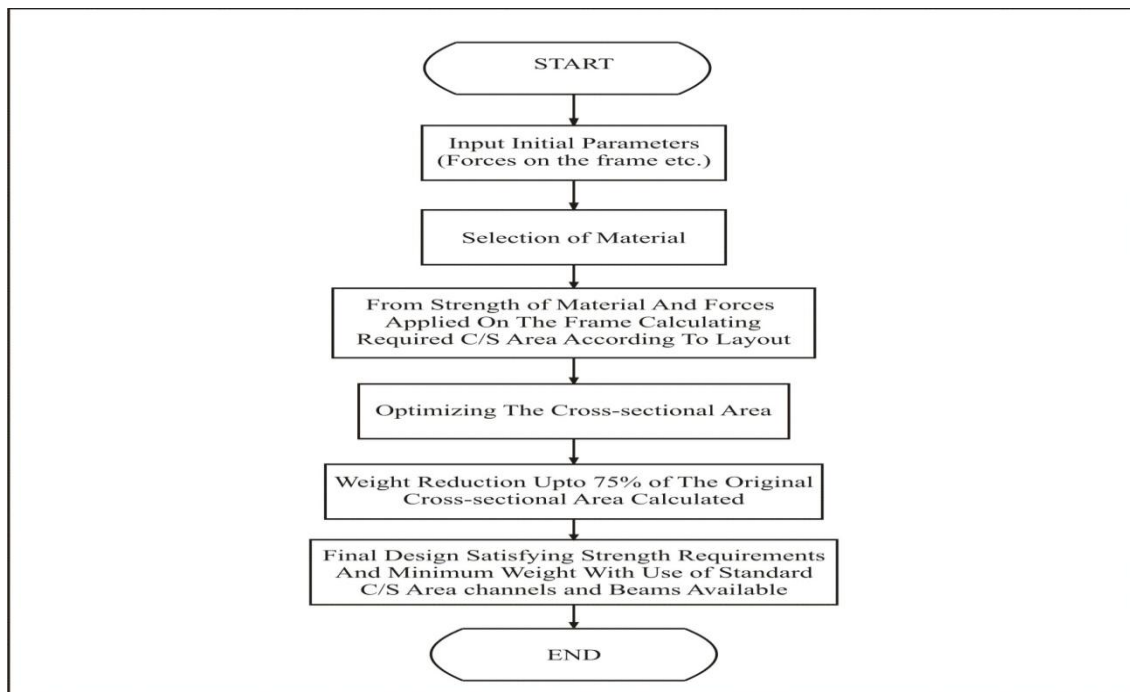 START
Input Initial Parameters
(Forces on the frame etc.)
Selection of Material
From Strength of Material And Forces
Applied On The Frame Calculating
Required C/S Area According To Layout
Optimizing The Cross-sectional Area
Weight Reduction Upto 75% of The Original
Cross-sectional Area Calculated
Final Design Satisfying Strength Requirements
And Minimum Weight With Use of Standard
C/S Area channels and Beams Available
END